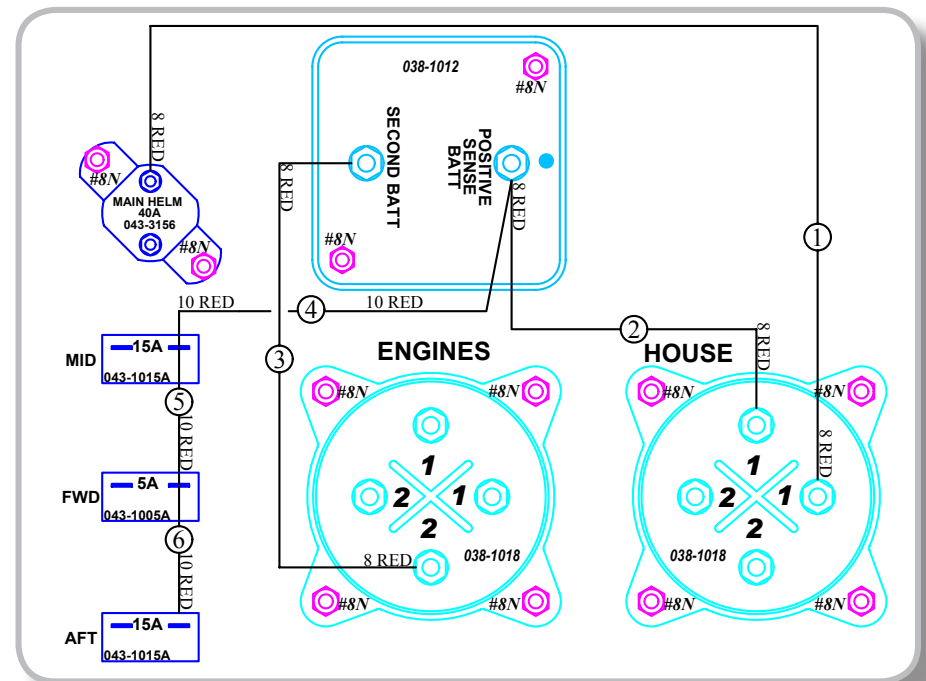 038-1012
#8N
8 RED
SECOND BATT
POSITIVE
SENSE
BATT
8 RED
8 RED
#8N
MAIN HELM
40A
043-3156
#8N
#8N
1
10 RED
4
10 RED
2
8 RED
3
MID
15A
043-1015A
ENGINES
HOUSE
5
#8N
#8N
#8N
#8N
10 RED
8 RED
1
2
1
2
1
2
1
2
FWD
5A
043-1005A
6
8 RED
038-1018
038-1018
10 RED
#8N
#8N
#8N
#8N
AFT
15A
043-1015A